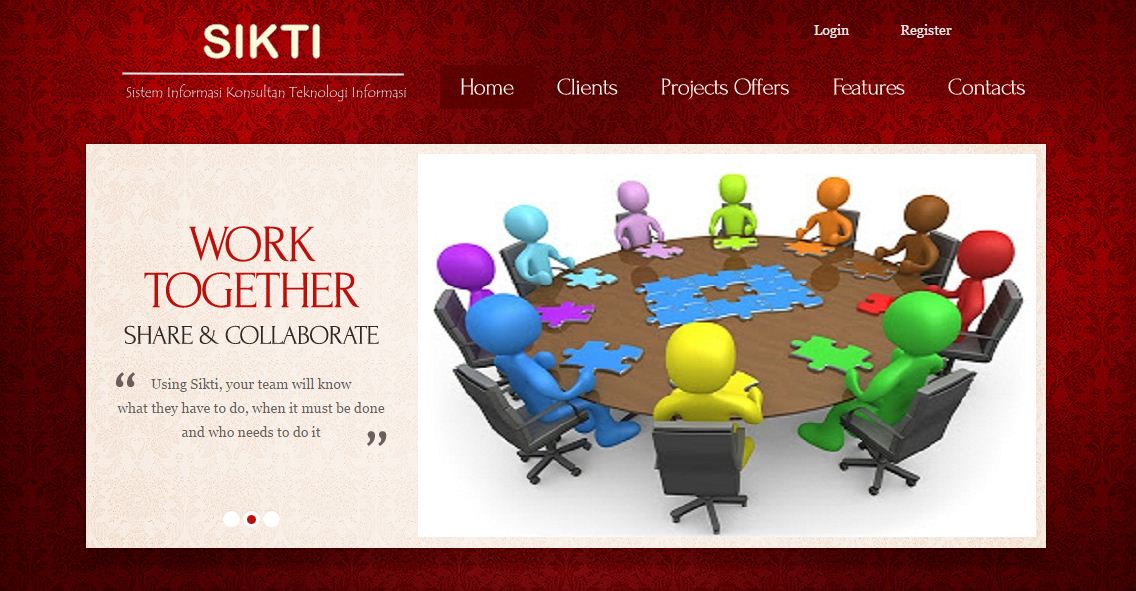 SIKTI
Sistem Informasi Konsultan Teknologi Informasi
Login Register
Home Clients Projects Offers Features Contacts
WORK
TOGETHER
SHARE & COLLABORATE
“ Using Sikti, your team will know
what they have to do, when it must be done
and who needs to do it ”